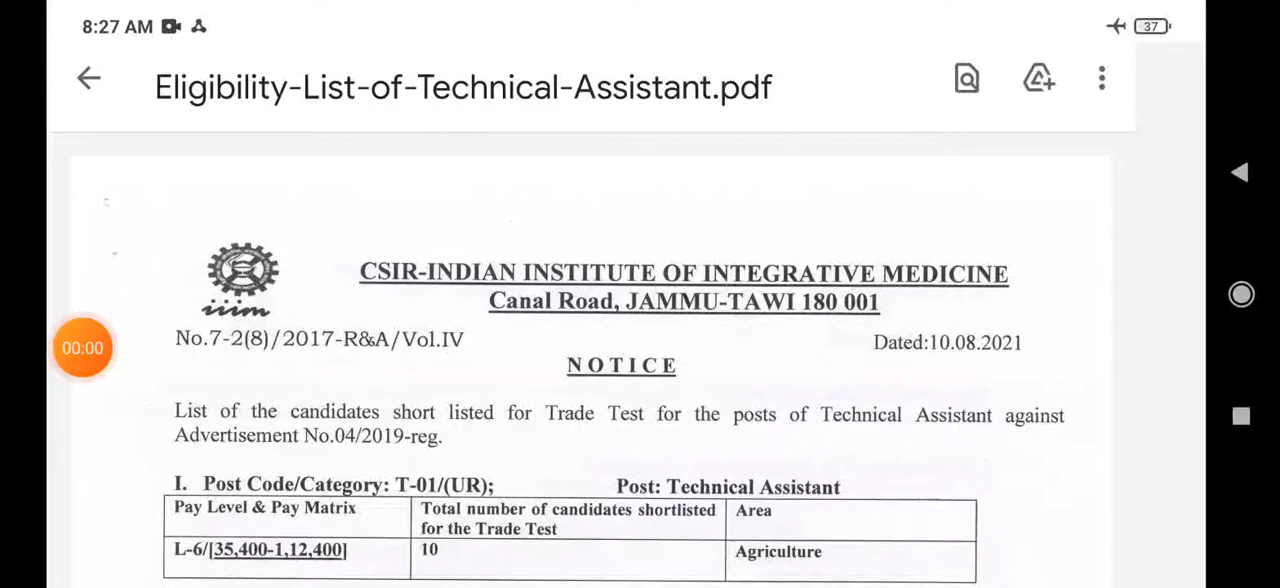 8:27 AM
37
Eligibility-List-of-Technical-Assistant.pdf
iiim
CSIR-INDIAN INSTITUTE OF INTEGRATIVE MEDICINE
Canal Road, JAMMU-TAWI 180 001
No.7-2(8)/2017-R&A/Vol.IV Dated:10.08.2021
NOTICE
00:00
List of the candidates short listed for Trade Test for the posts of Technical Assistant against
Advertisement No.04/2019-reg.
I. Post Code/Category: T-01/(UR); Post: Technical Assistant
Pay Level & Pay Matrix Total number of candidates shortlisted Area
for the Trade Test
L-6/[35,400-1,12,400] 10 Agriculture